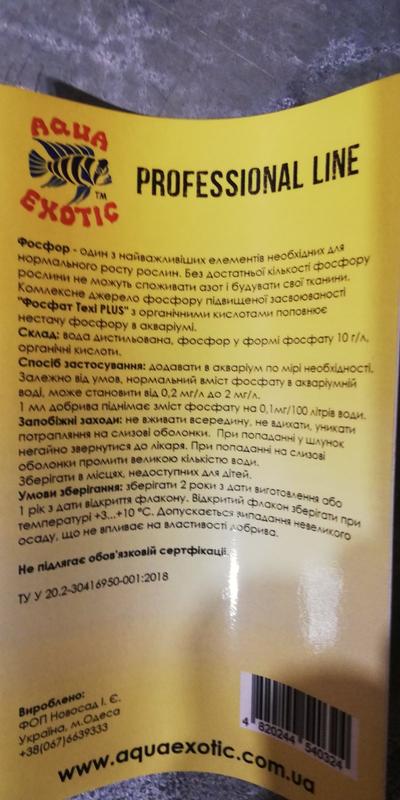 AQUA
EXOTIC
TM
PROFESSIONAL LINE
Фосфор - один з найважливіших елементів необхідних для
нормального росту рослин. Без достатньої кількості фосфору
рослини не можуть споживати азот і будувати свої тканини.
Комплексне джерело фосфору підвищеної засвоюваності
"Фосфат Texi PLUS" з органічними кислотами поповнює
нестачу фосфору в акваріумі.
Склад: вода дистильована, фосфор у формі фосфату 10 г/л,
органічні кислоти.
Спосіб застосування: додавати в акваріум по мірі необхідності.
Залежно від умов, нормальний вміст фосфату в акваріумній
воді, може становити від 0,2 мг/л до 2 мг/л.
1 мл добрива піднімає зміст фосфату на 0,1мг/100 літрів води.
Запобіжні заходи: не вживати всередину, не вдихати, уникати
потрапляння на слизові оболонки. При попаданні у шлунок
негайно звернутися до лікаря. При попаданні на слизові
оболонки промити великою кількістю води.
Зберігати в місцях, недоступних для дітей.
Умови зберігання: зберігати 2 роки з дати виготовлення або
1 рік з дати відкриття флакону. Відкритий флакон зберігати при
температурі +3...+10 °C. Допускається випадання невеликого
осаду, що не впливає на властивості добрива.
Не підлягає обов'язковій сертфікації.
ТУ У 20.2-30416950-001:2018
Вироблено:
ФОП Новосад І. Є.
Україна, м.Одеса
+38(067)6639333
4 820244 540324
www.aquaexotic.com.ua